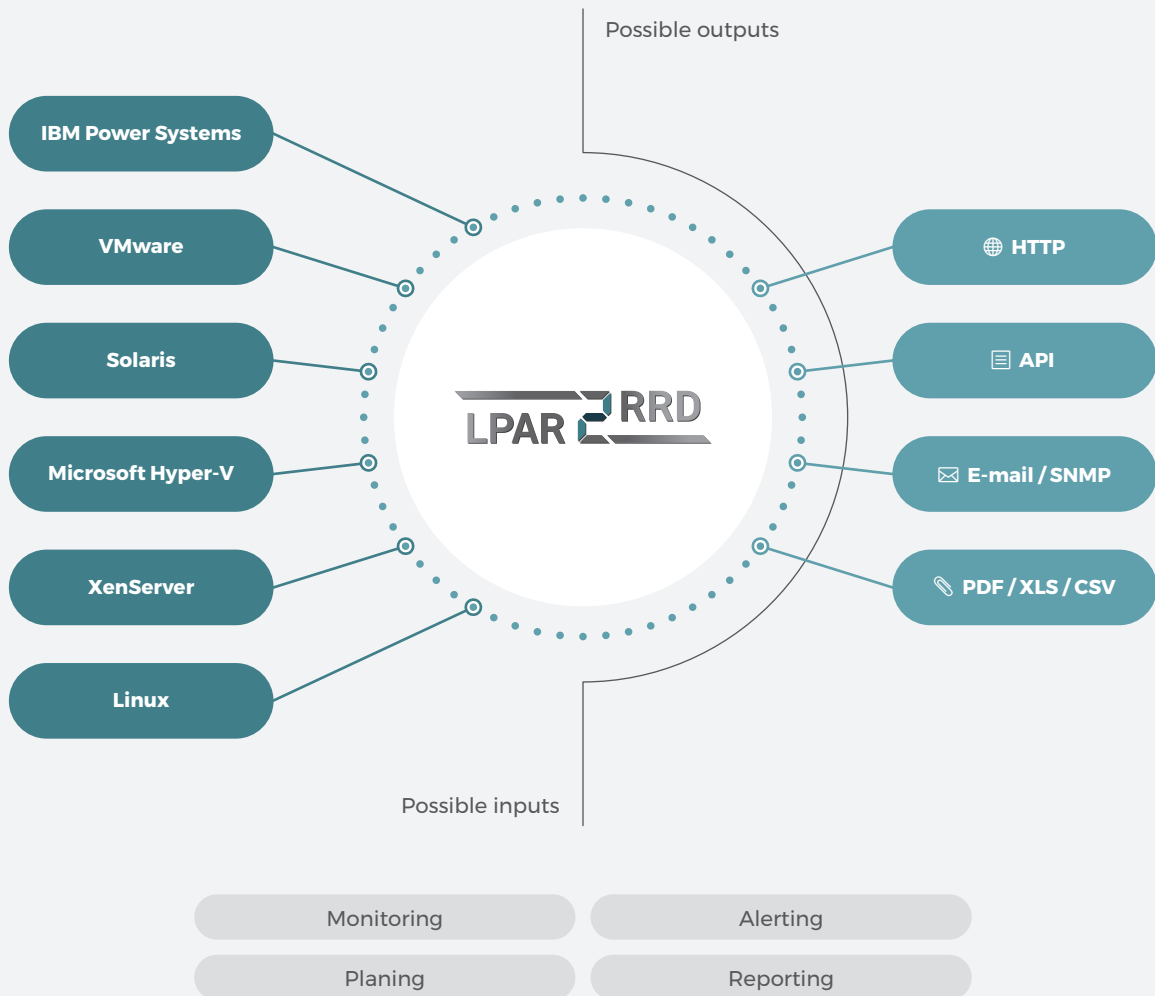 Possible outputs
IBM Power Systems
VMware
Solaris
Microsoft Hyper-V
XenServer
Linux
LPAR 2 RRD
HTTP
API
E-mail / SNMP
PDF / XLS / CSV
Possible inputs
Monitoring
Alerting
Planing
Reporting